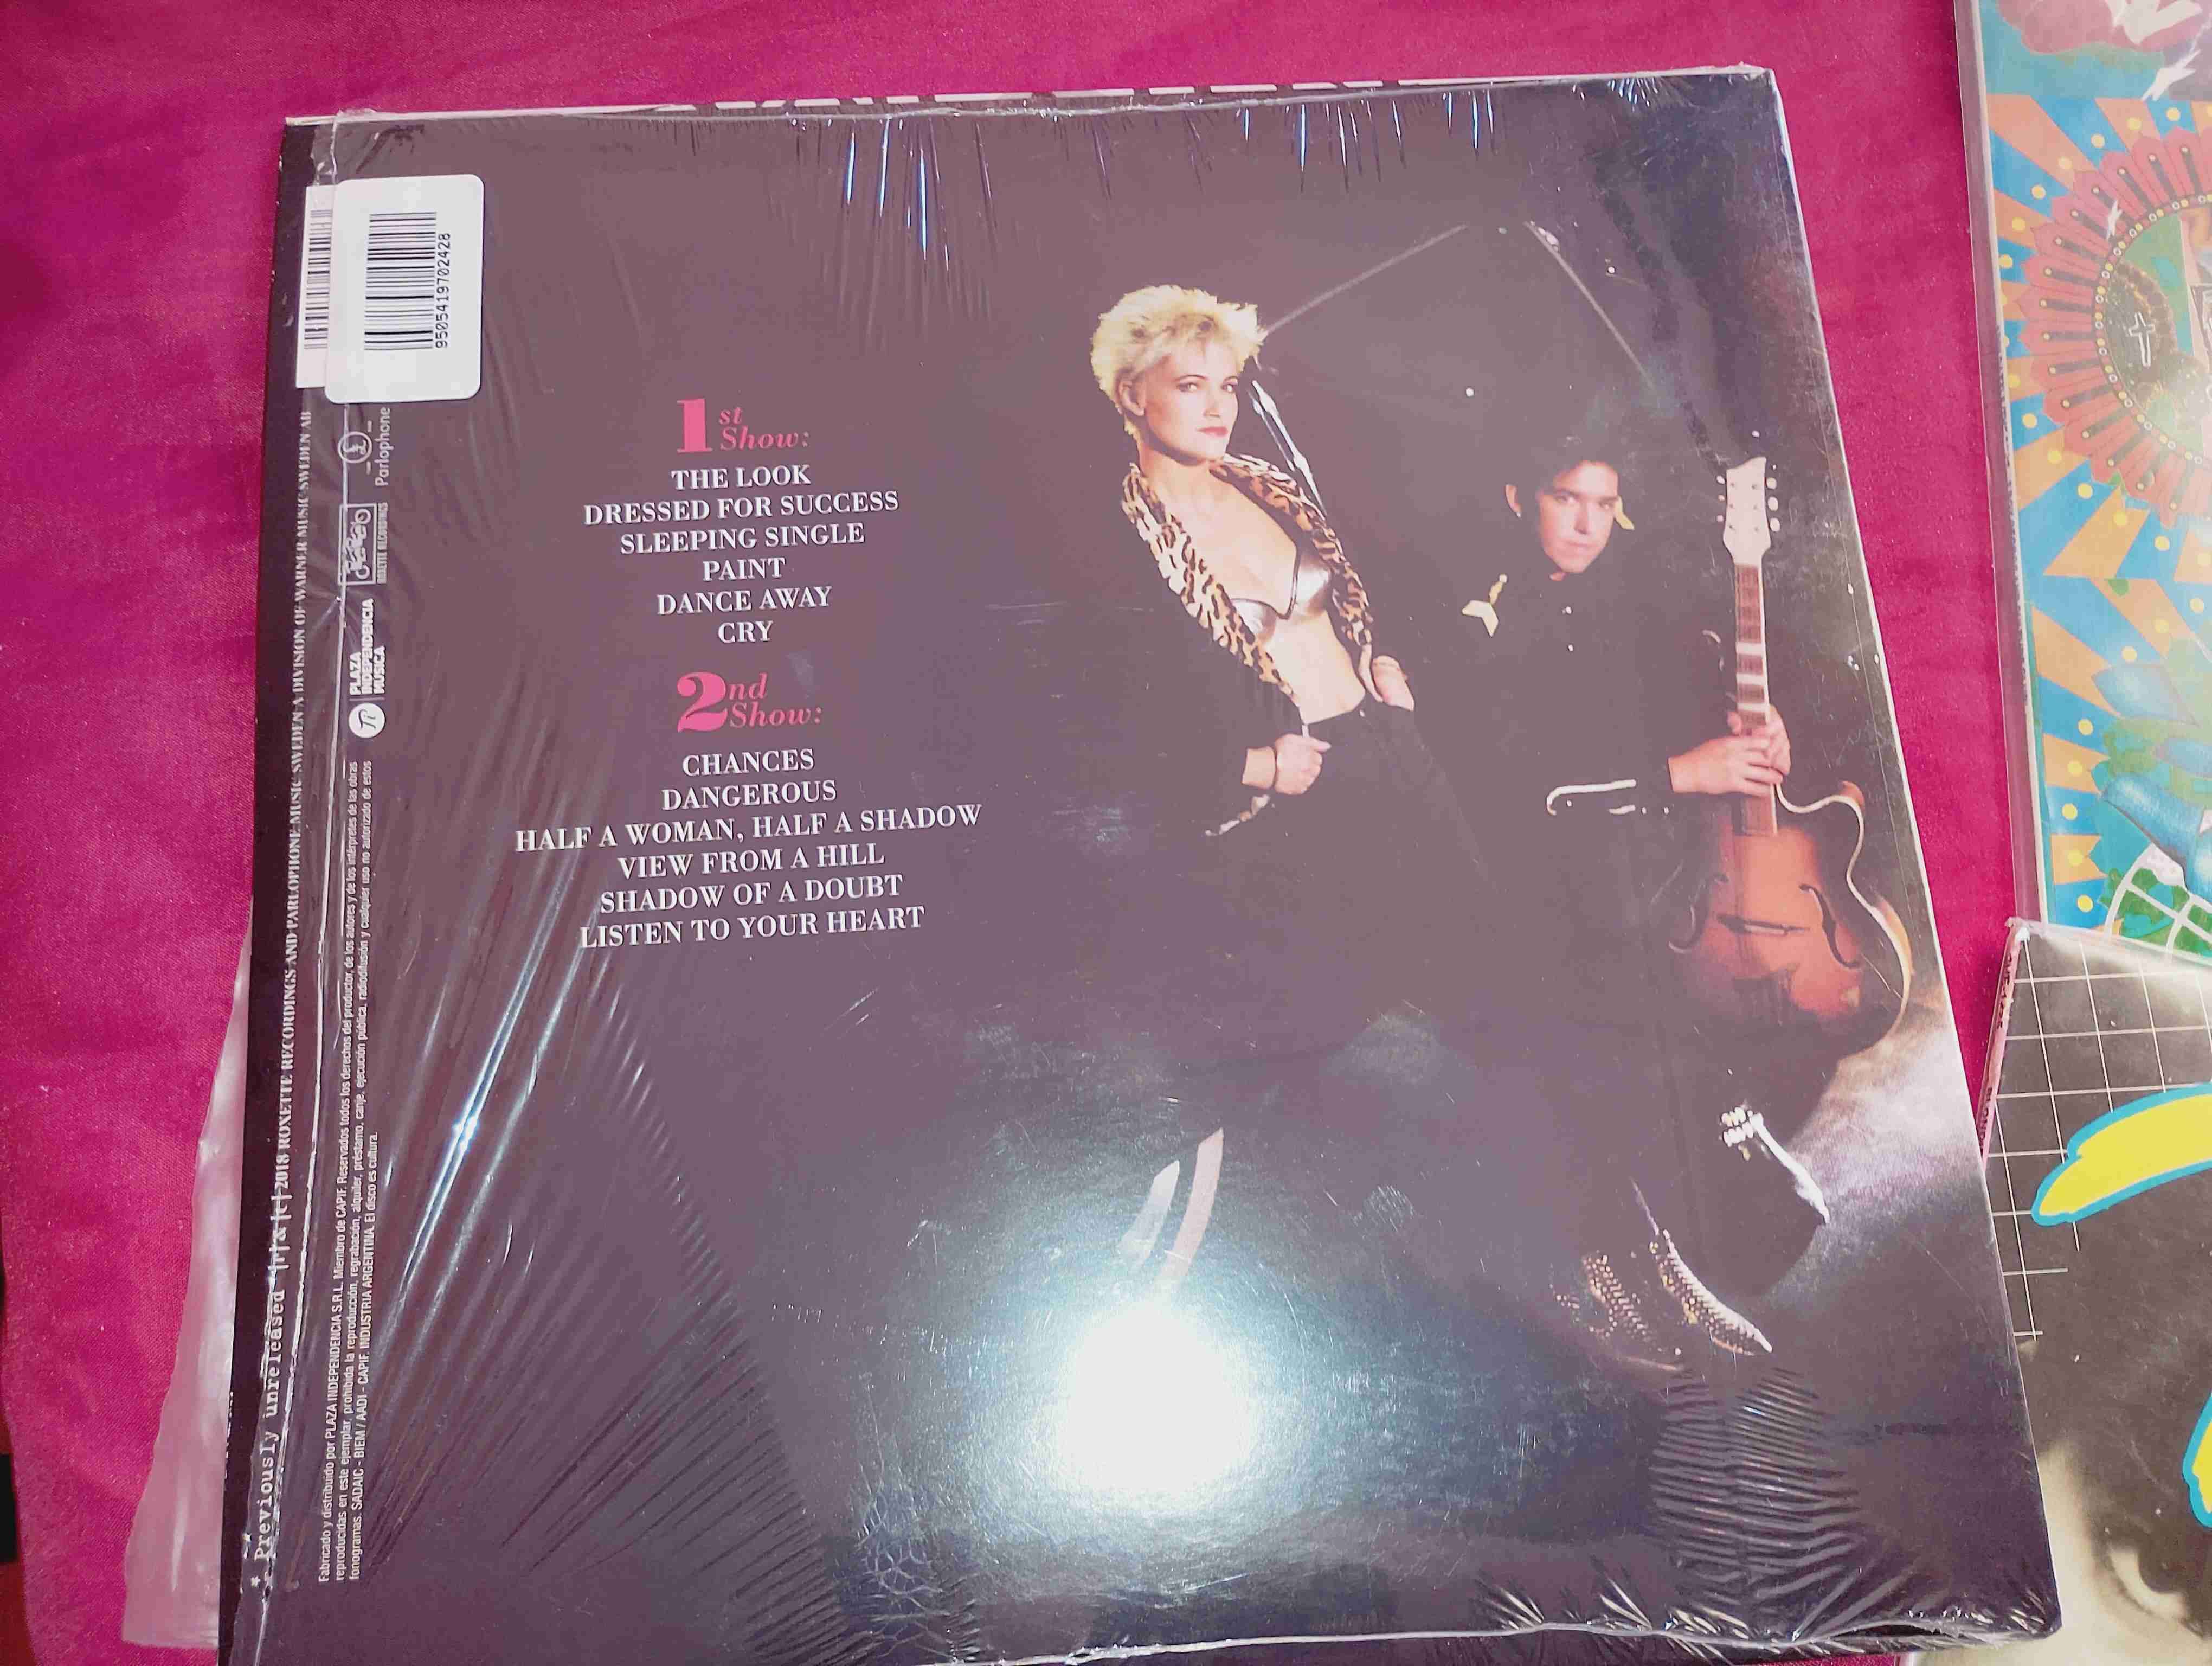 9505419702428
Parlophone
ROXETTE RECORDINGS
PLAZA
INDEPENDENCIA
MUSICA
1st
Show:
THE LOOK
DRESSED FOR SUCCESS
SLEEPING SINGLE
PAINT
DANCE AWAY
CRY
2nd
Show:
CHANCES
DANGEROUS
HALF A WOMAN, HALF A SHADOW
VIEW FROM A HILL
SHADOW OF A DOUBT
LISTEN TO YOUR HEART
* Previously unreleased (p) & (c) 2018 ROXETTE RECORDINGS AND PARLOPHONE MUSIC SWEDEN A DIVISION OF WARNER MUSIC SWEDEN AB
Fabricado y distribuido por PLAZA INDEPENDENCIA S.R.L. Miembro de CAPIF. Reservados todos los derechos del productor, de los autores y de los intérpretes de las obras
reproducidas en este ejemplar, prohibida la reproducción, regrabación, alquiler, préstamo, canje, ejecución pública, radiodifusión y cualquier uso no autorizado de estos
fonogramas. SADAIC - BIEM / AADI - CAPIF. INDUSTRIA ARGENTINA. El disco es cultura.